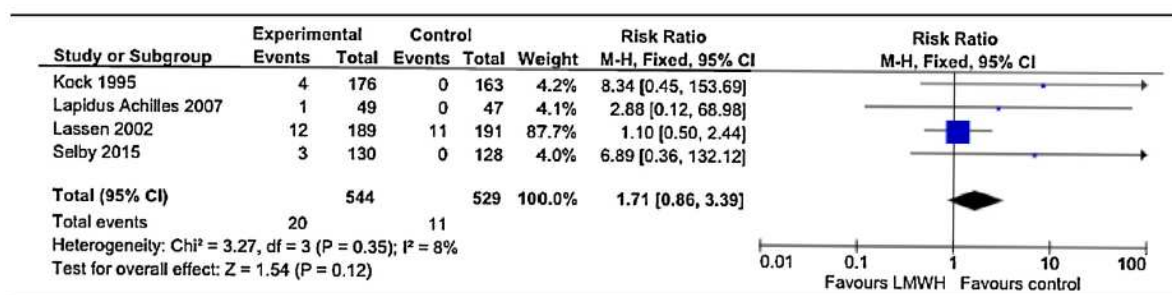 Experimental Control Risk Ratio Risk Ratio
Study or Subgroup Events Total Events Total Weight M-H, Fixed, 95% CI M-H, Fixed, 95% CI
Kock 1995 4 176 0 163 4.2% 8.34 [0.45, 153.69]
Lapidus Achilles 2007 1 49 0 47 4.1% 2.88 [0.12, 68.98]
Lassen 2002 12 189 11 191 87.7% 1.10 [0.50, 2.44]
Selby 2015 3 130 0 128 4.0% 6.89 [0.36, 132.12]
Total (95% CI) 544 529 100.0% 1.71 [0.86, 3.39]
Total events 20 11
Heterogeneity: Chi² = 3.27, df = 3 (P = 0.35); I² = 8%
Test for overall effect: Z = 1.54 (P = 0.12)
0.01 0.1 1 10 100
Favours LMWH Favours control